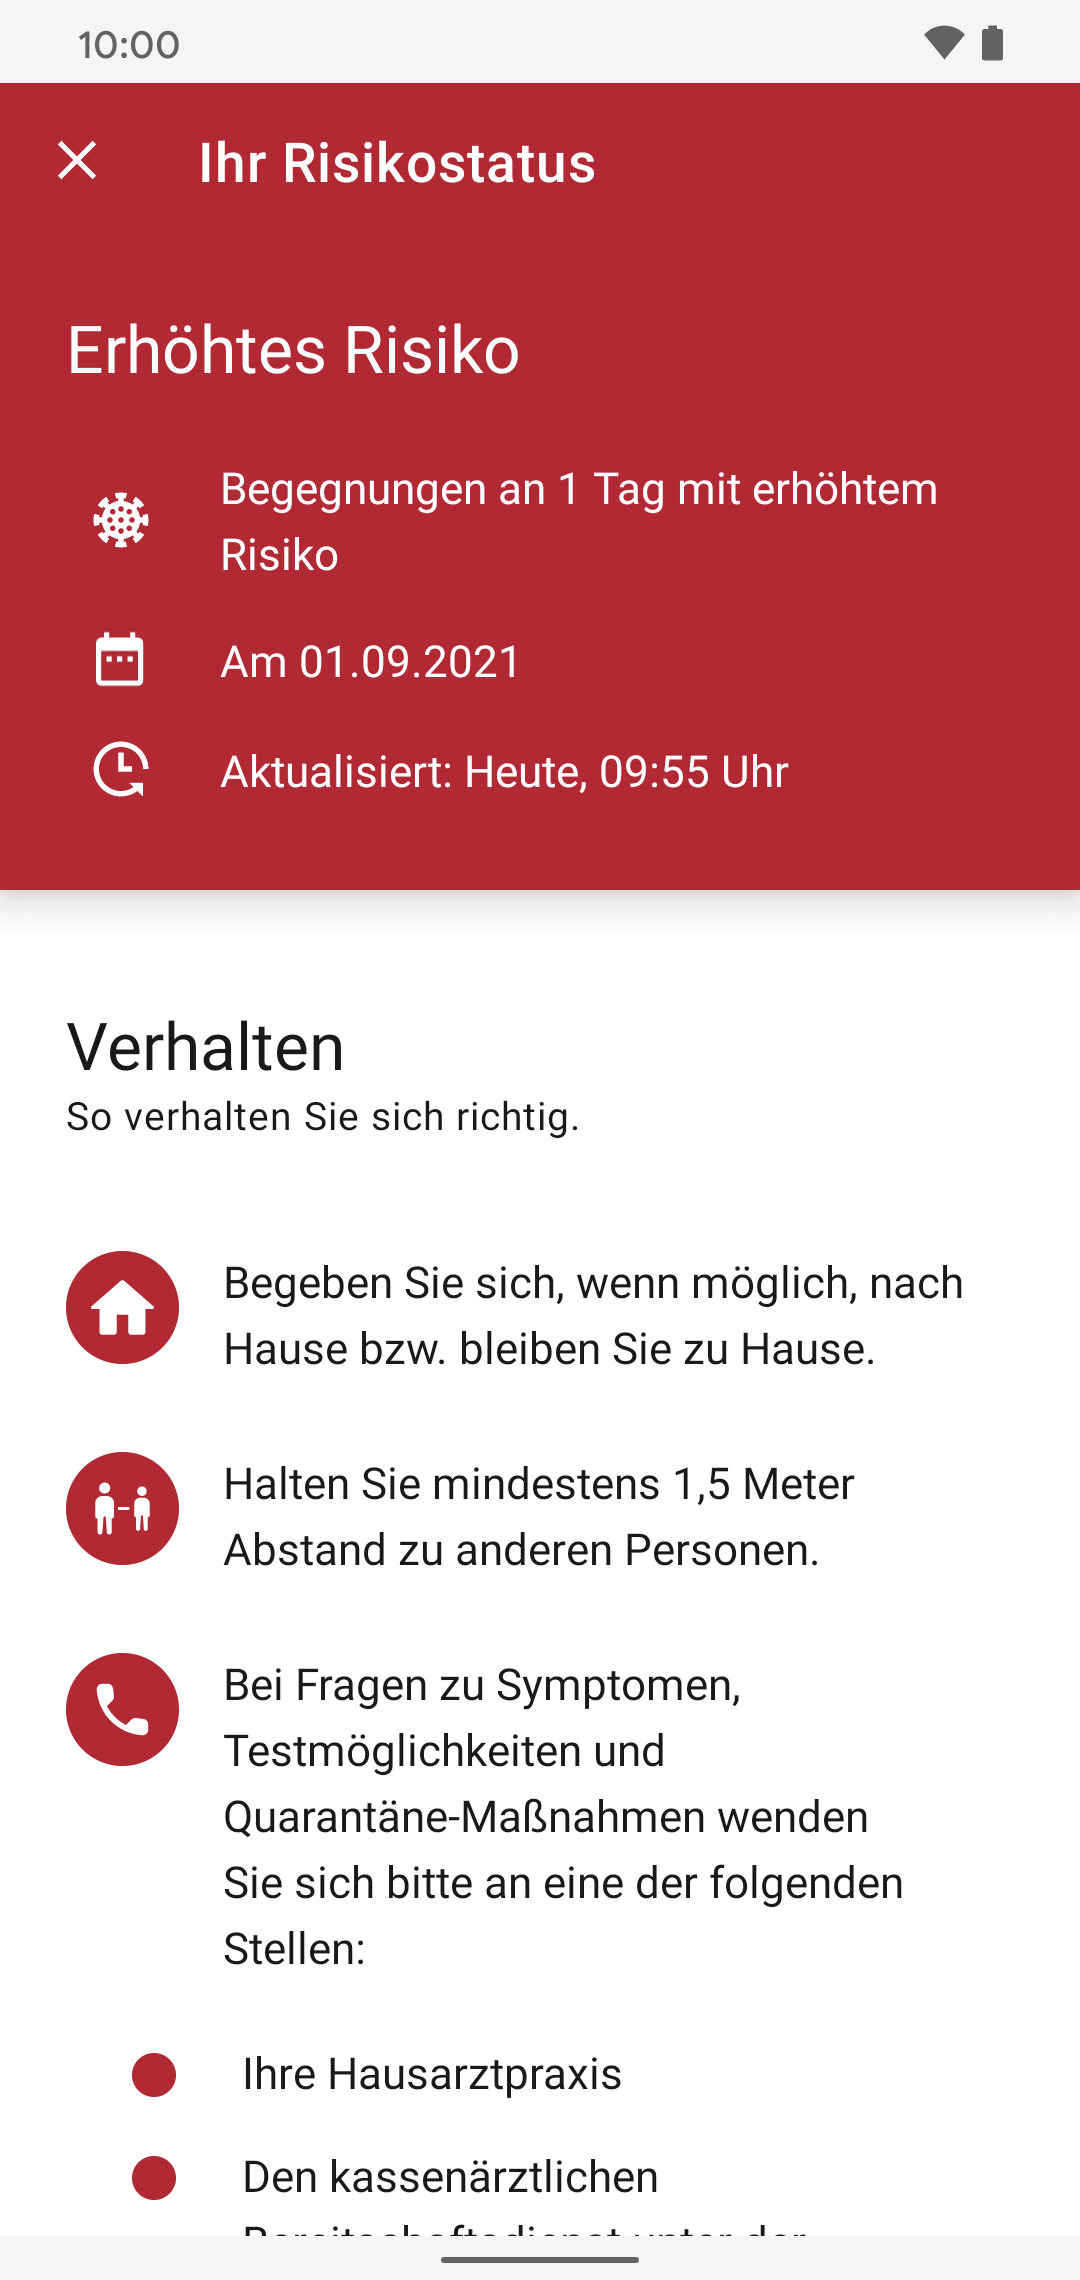 10:00
Ihr Risikostatus
Erhöhtes Risiko
Begegnungen an 1 Tag mit erhöhtem
Risiko
Am 01.09.2021
Aktualisiert: Heute, 09:55 Uhr
Verhalten
So verhalten Sie sich richtig.
Begeben Sie sich, wenn möglich, nach
Hause bzw. bleiben Sie zu Hause.
Halten Sie mindestens 1,5 Meter
Abstand zu anderen Personen.
Bei Fragen zu Symptomen,
Testmöglichkeiten und
Quarantäne-Maßnahmen wenden
Sie sich bitte an eine der folgenden
Stellen:
Ihre Hausarztpraxis
Den kassenärztlichen
Bereitschaftsdienst unter der